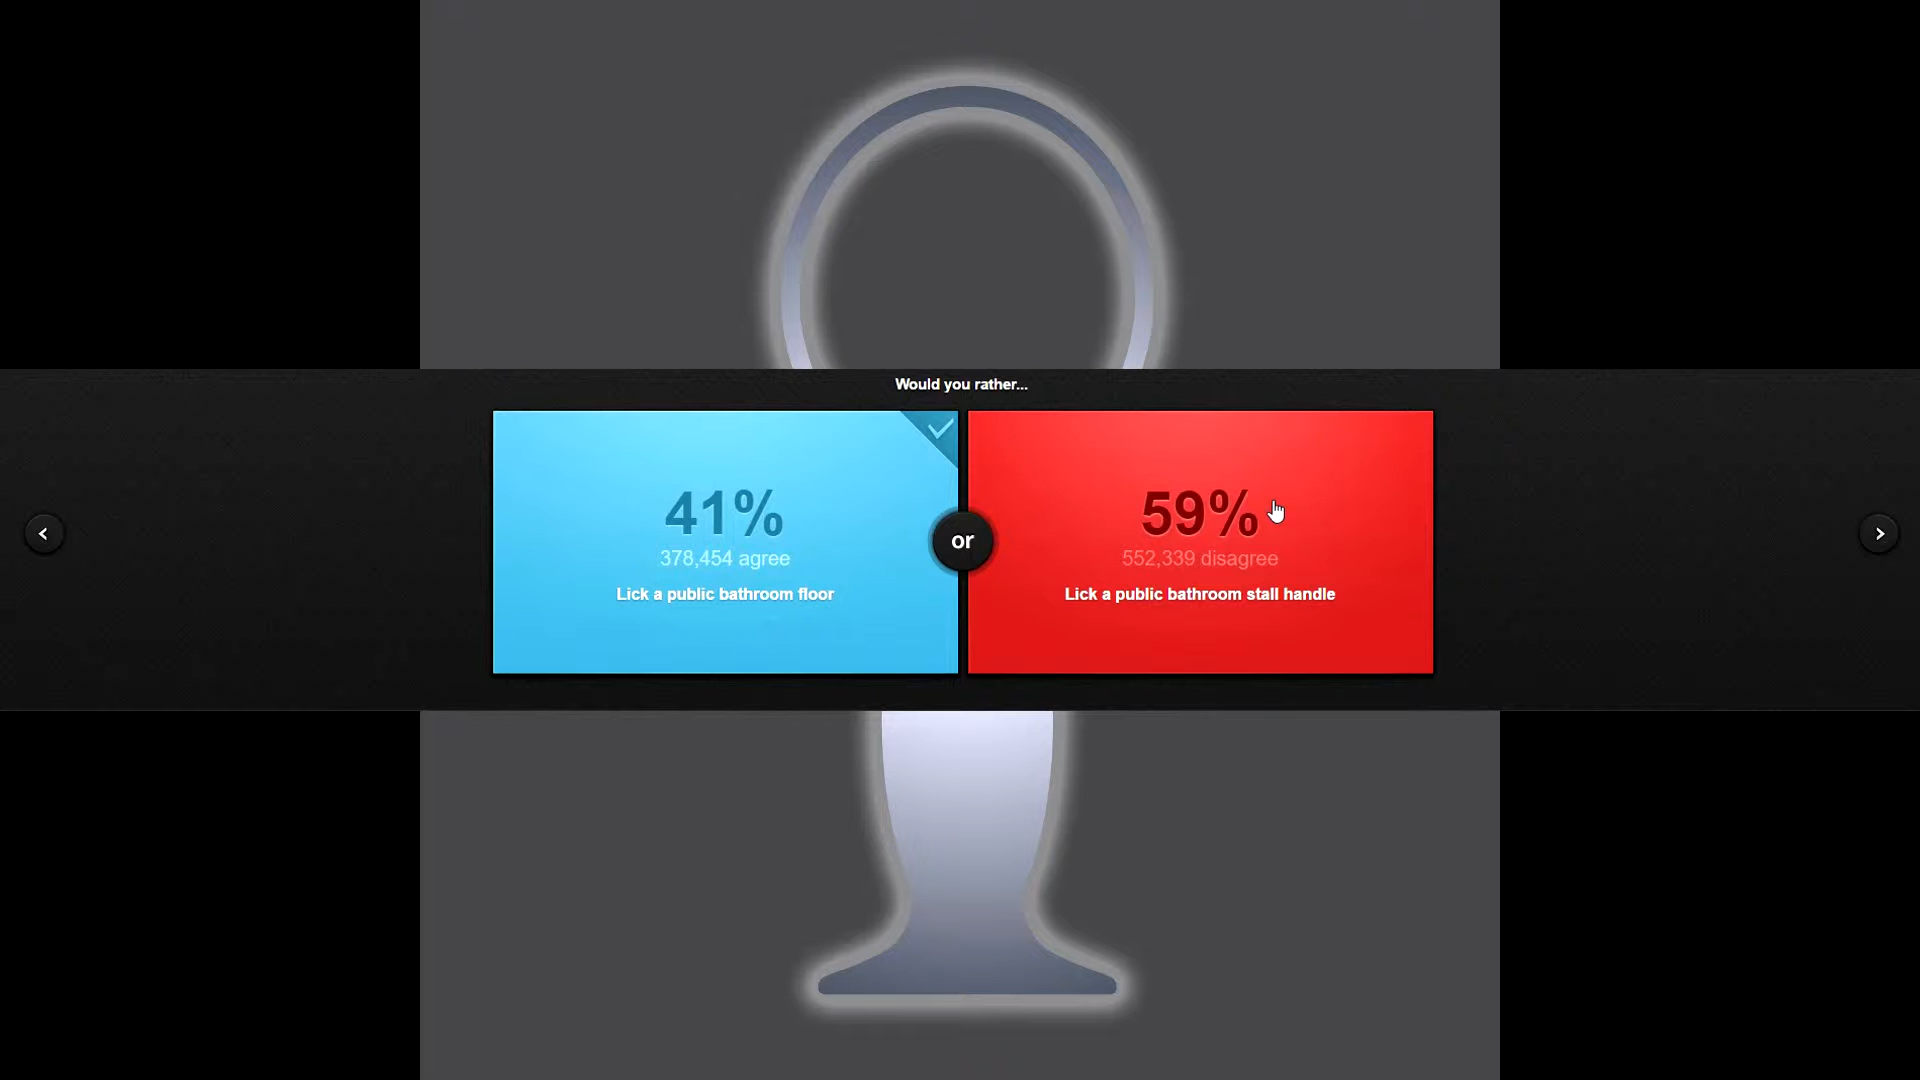 Would you rather...
41%
378,454 agree
Lick a public bathroom floor
or
59%
552,339 disagree
Lick a public bathroom stall handle